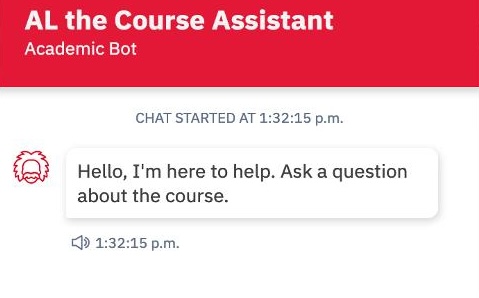 AL the Course Assistant
Academic Bot
CHAT STARTED AT 1:32:15 p.m.
Hello, I'm here to help. Ask a question
about the course.
1:32:15 p.m.